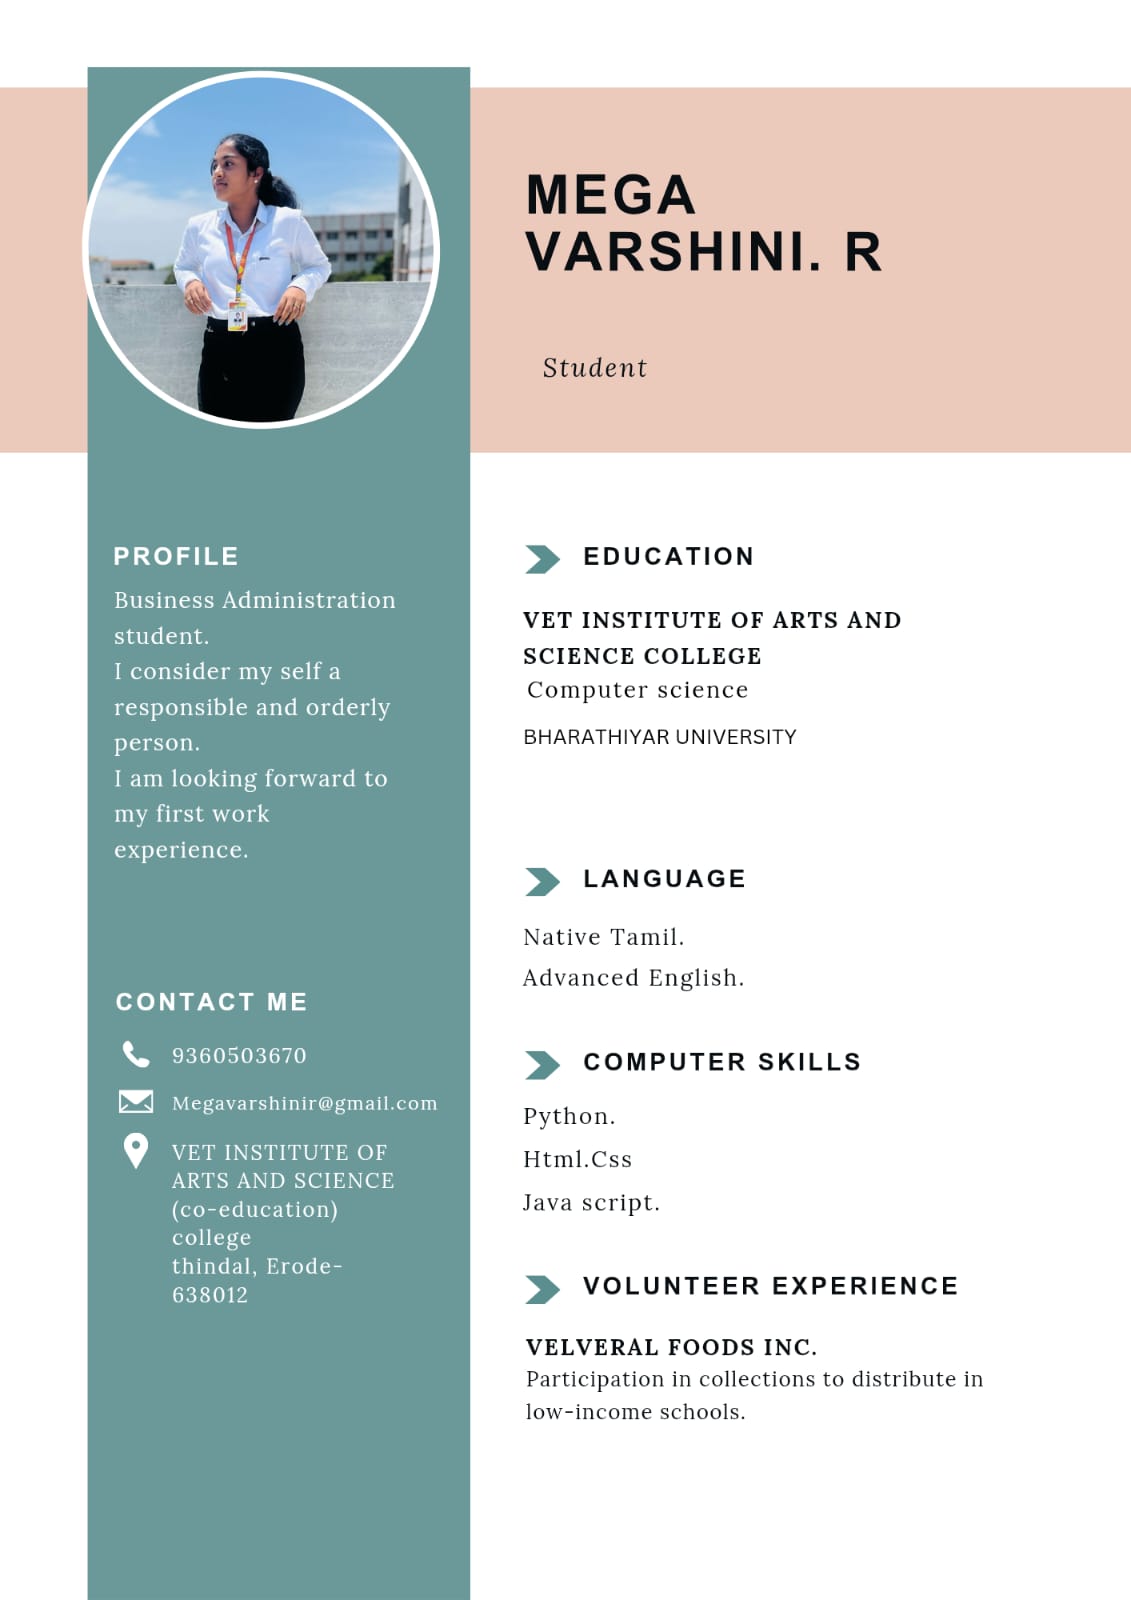 MEGA
VARSHINI. R
Student
PROFILE
Business Administration
student.
I consider my self a
responsible and orderly
person.
I am looking forward to
my first work
experience.
CONTACT ME
9360503670
Megavarshinir@gmail.com
VET INSTITUTE OF
ARTS AND SCIENCE
(co-education)
college
thindal, Erode-
638012
EDUCATION
VET INSTITUTE OF ARTS AND
SCIENCE COLLEGE
Computer science
BHARATHIYAR UNIVERSITY
LANGUAGE
Native Tamil.
Advanced English.
COMPUTER SKILLS
Python.
Html.Css
Java script.
VOLUNTEER EXPERIENCE
VELVERAL FOODS INC.
Participation in collections to distribute in
low-income schools.